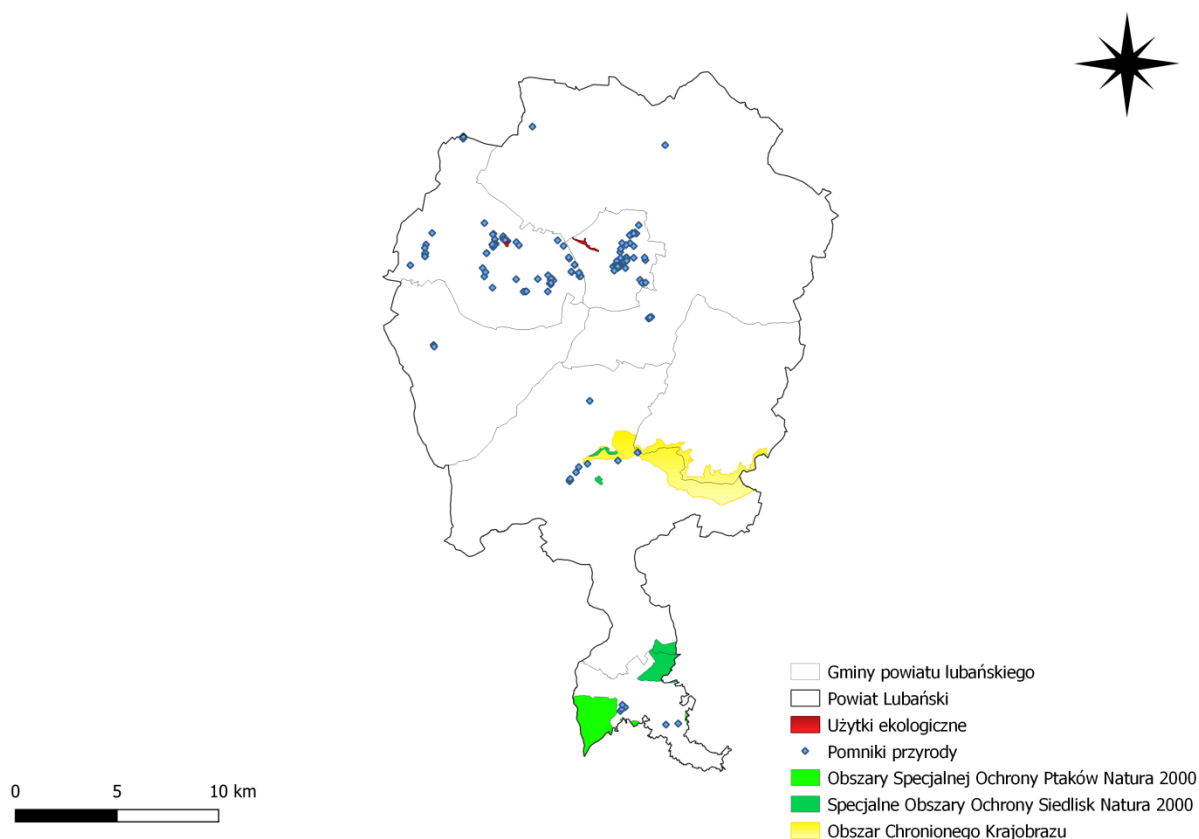 Gminy powiatu lubańskiego
Powiat Lubański
Użytki ekologiczne
Pomniki przyrody
Obszary Specjalnej Ochrony Ptaków Natura 2000
Specjalne Obszary Ochrony Siedlisk Natura 2000
Obszar Chronionego Krajobrazu
0 5 10 km